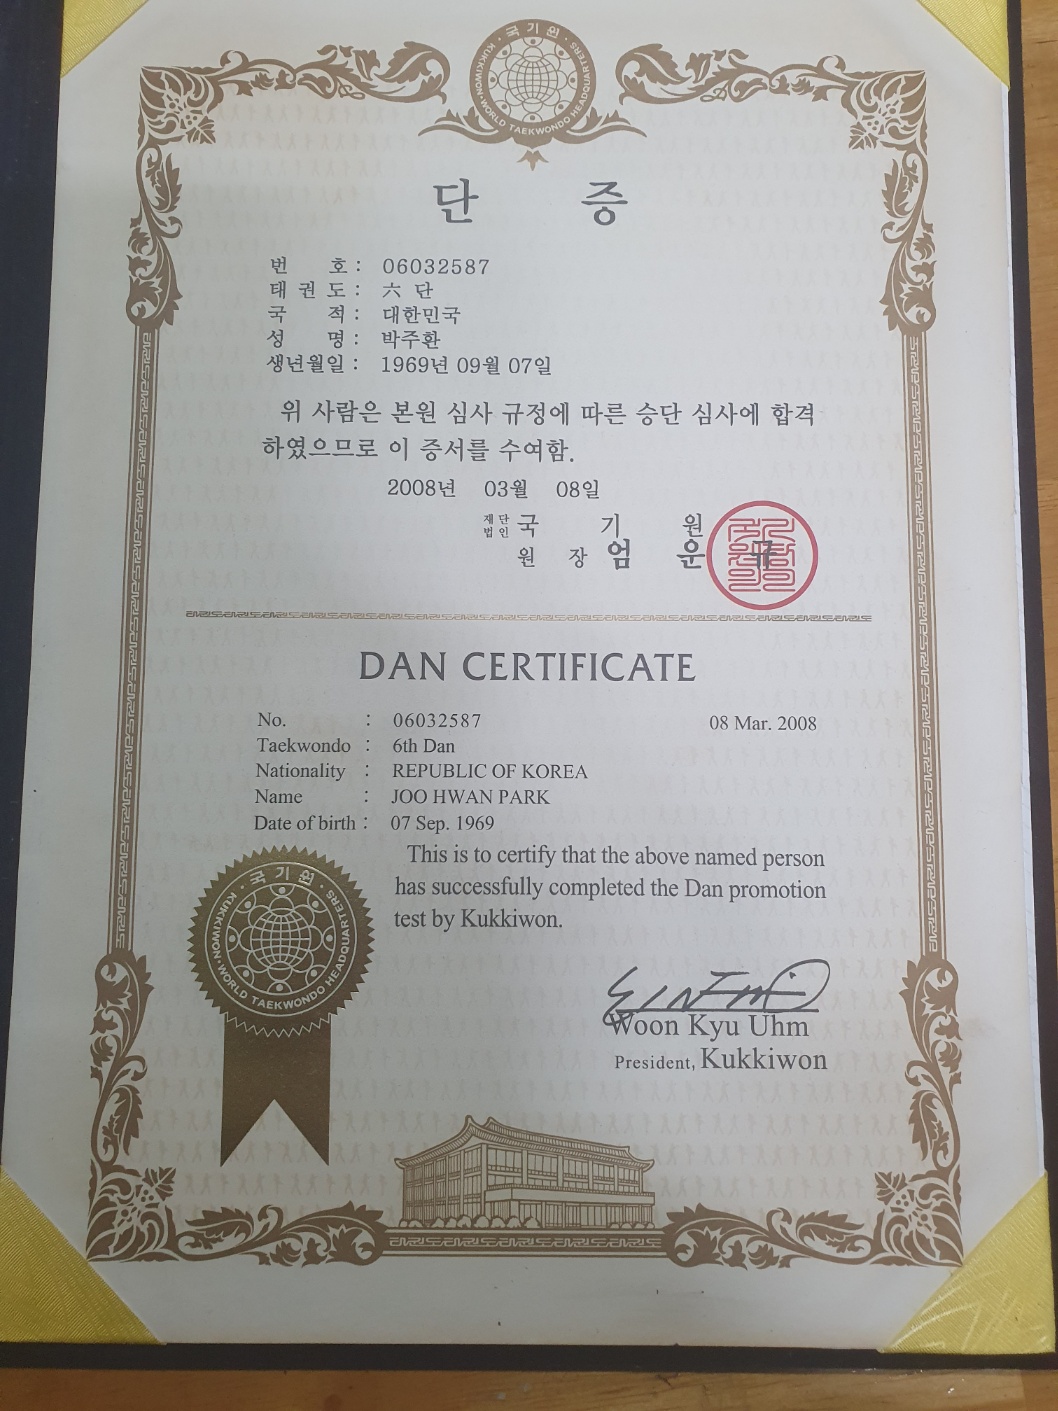 국기원
KUKKIWON·WORLD TAEKWONDO HEADQUARTERS
단 증
번 호 : 06032587
태 권 도 : 六 단
국 적 : 대한민국
성 명 : 박주환
생년월일 : 1969년 09월 07일
위 사람은 본원 심사 규정에 따른 승단 심사에 합격
하였으므로 이 증서를 수여함.
2008년 03월 08일
재단법인 국 기 원
원 장 엄 운 규
DAN CERTIFICATE
No. : 06032587 08 Mar. 2008
Taekwondo : 6th Dan
Nationality : REPUBLIC OF KOREA
Name : JOO HWAN PARK
Date of birth : 07 Sep. 1969
This is to certify that the above named person
has successfully completed the Dan promotion
test by Kukkiwon.
국기원
KUKKIWON·WORLD TAEKWONDO HEADQUARTERS
Woon Kyu Uhm
President, Kukkiwon